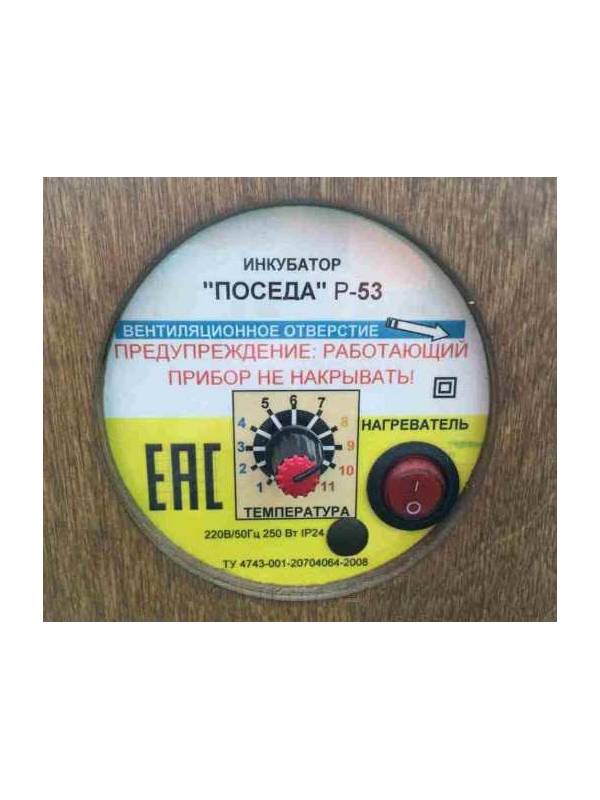 ИНКУБАТОР
"ПОСЕДА" Р-53
ВЕНТИЛЯЦИОННОЕ ОТВЕРСТИЕ
ПРЕДУПРЕЖДЕНИЕ: РАБОТАЮЩИЙ
ПРИБОР НЕ НАКРЫВАТЬ!
НАГРЕВАТЕЛЬ
EAC
1 2 3 4 5 6 7 8 9 10 11
ТЕМПЕРАТУРА
220В/50Гц 250 Вт IP24
ТУ 4743-001-20704064-2008